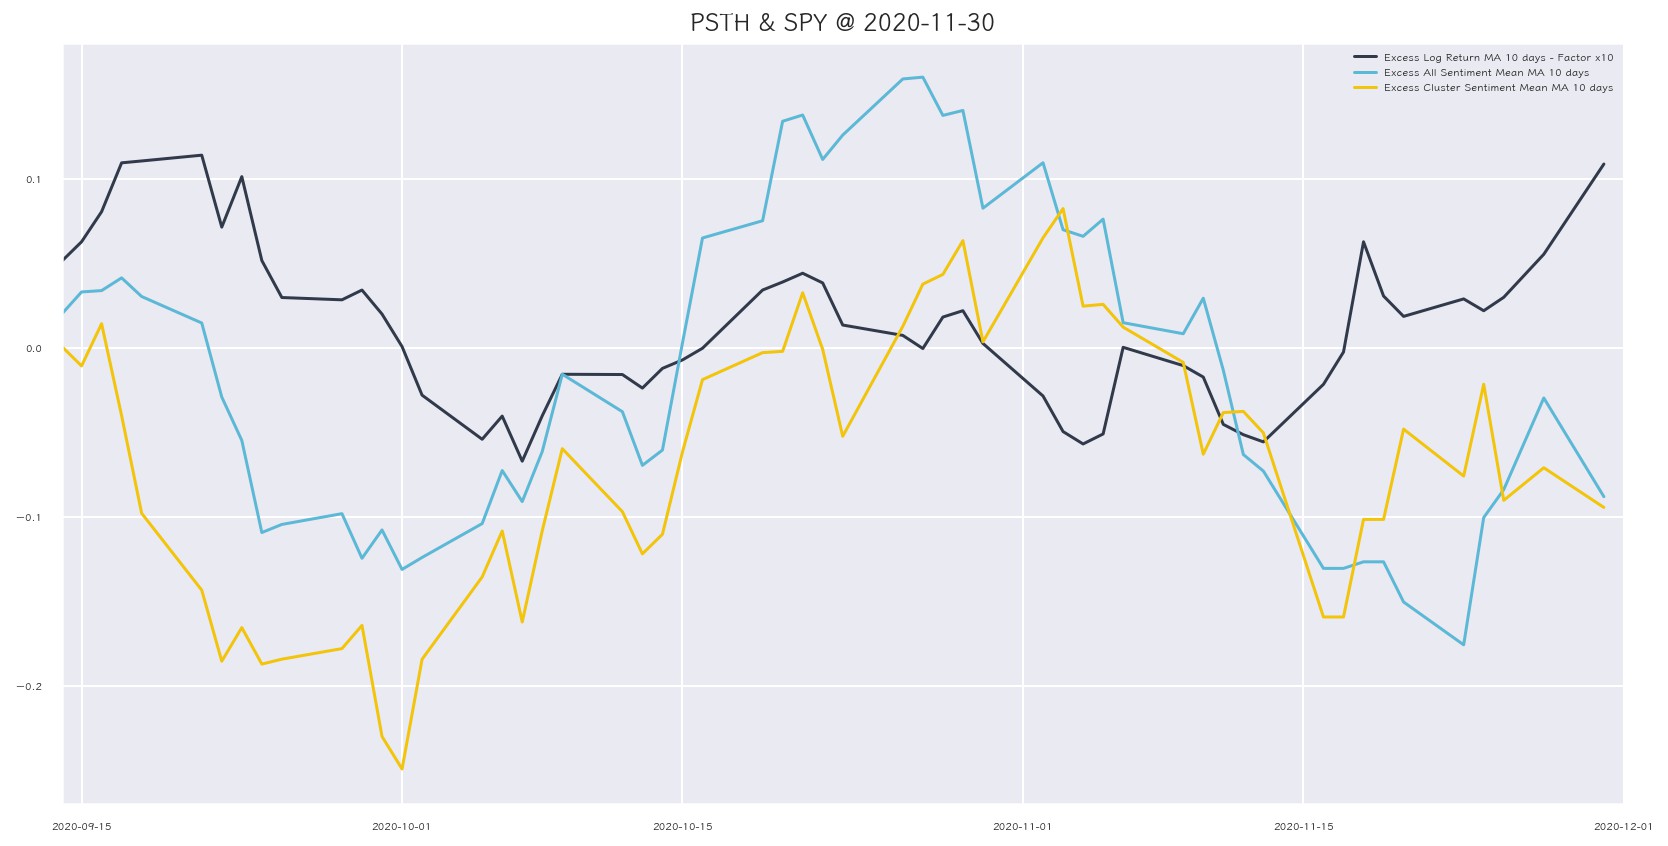 PSTH & SPY @ 2020-11-30
Excess Log Return MA 10 days - Factor x10
Excess All Sentiment Mean MA 10 days
Excess Cluster Sentiment Mean MA 10 days
0.1
0.0
−0.1
−0.2
2020-09-15 2020-10-01 2020-10-15 2020-11-01 2020-11-15 2020-12-01